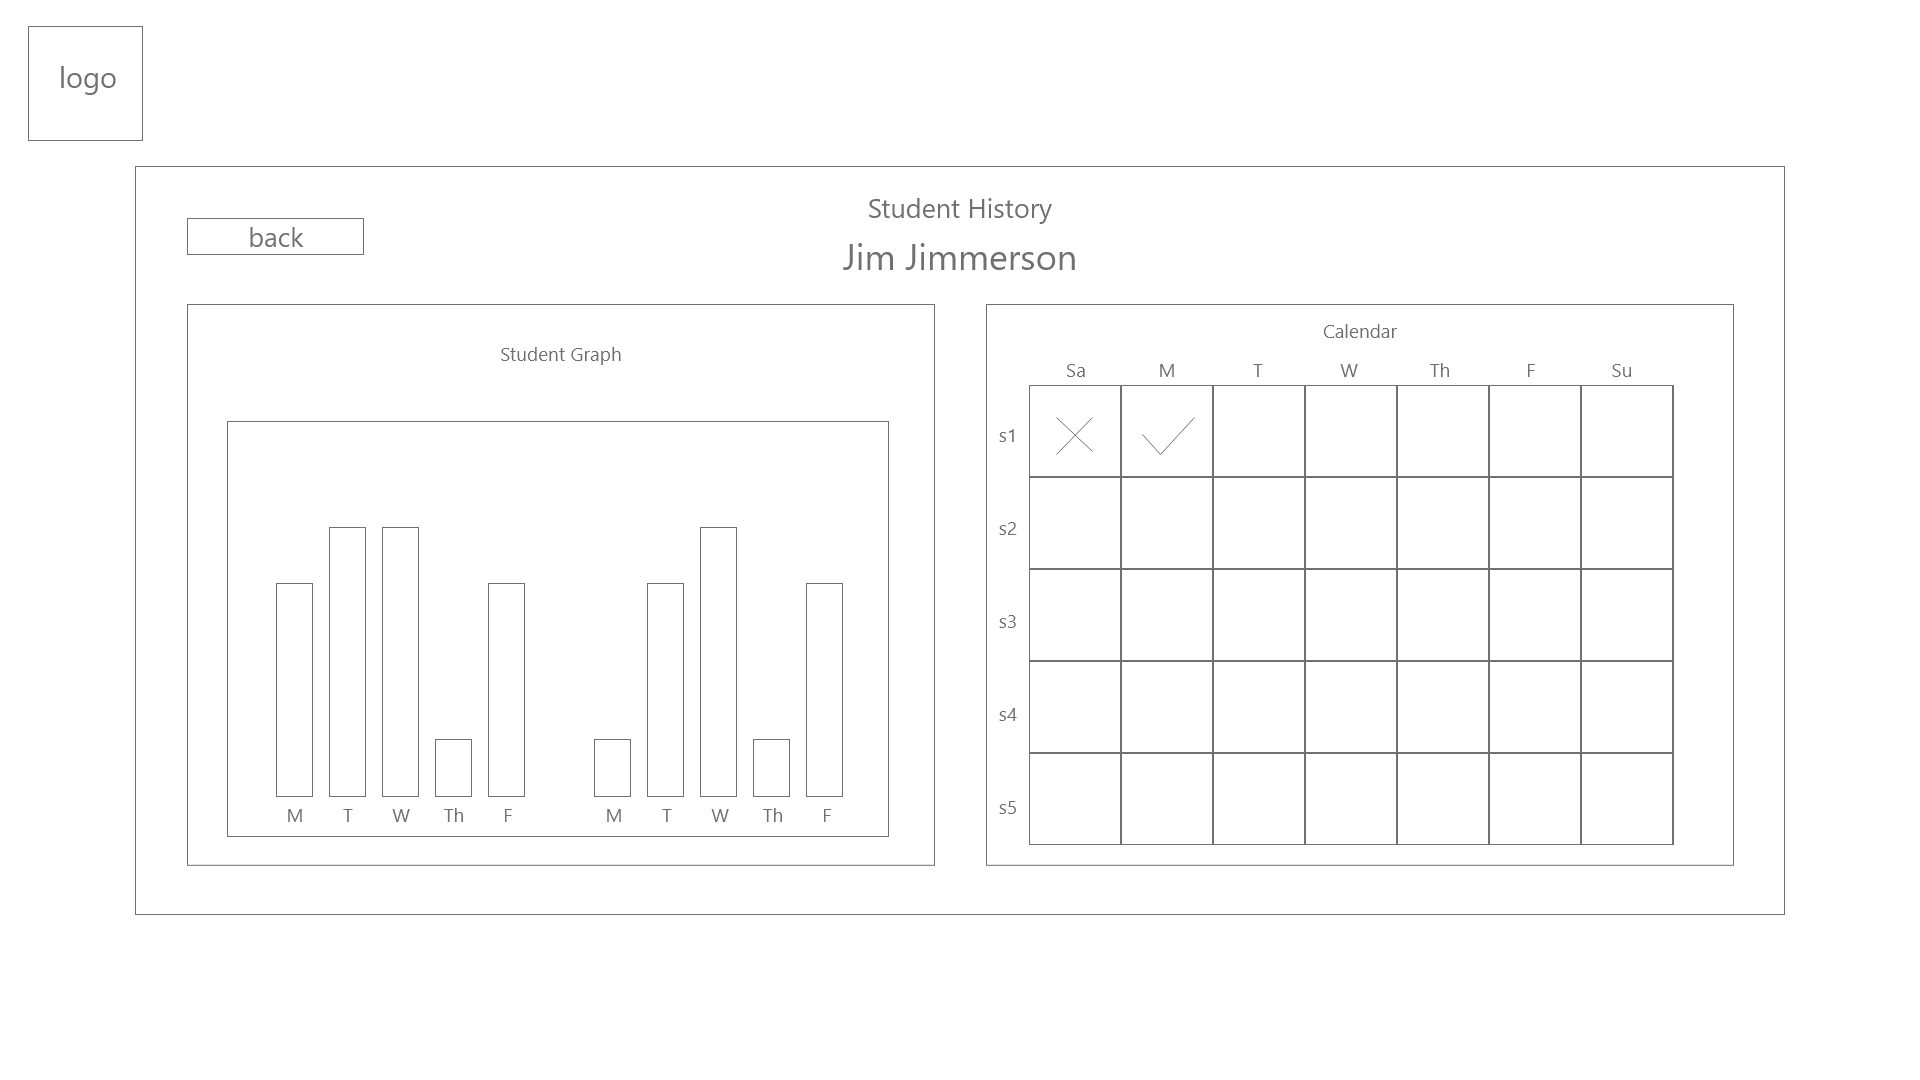 logo
Student History
back
Jim Jimmerson
Student Graph
M T W Th F M T W Th F
Calendar
Sa M T W Th F Su
s1
s2
s3
s4
s5